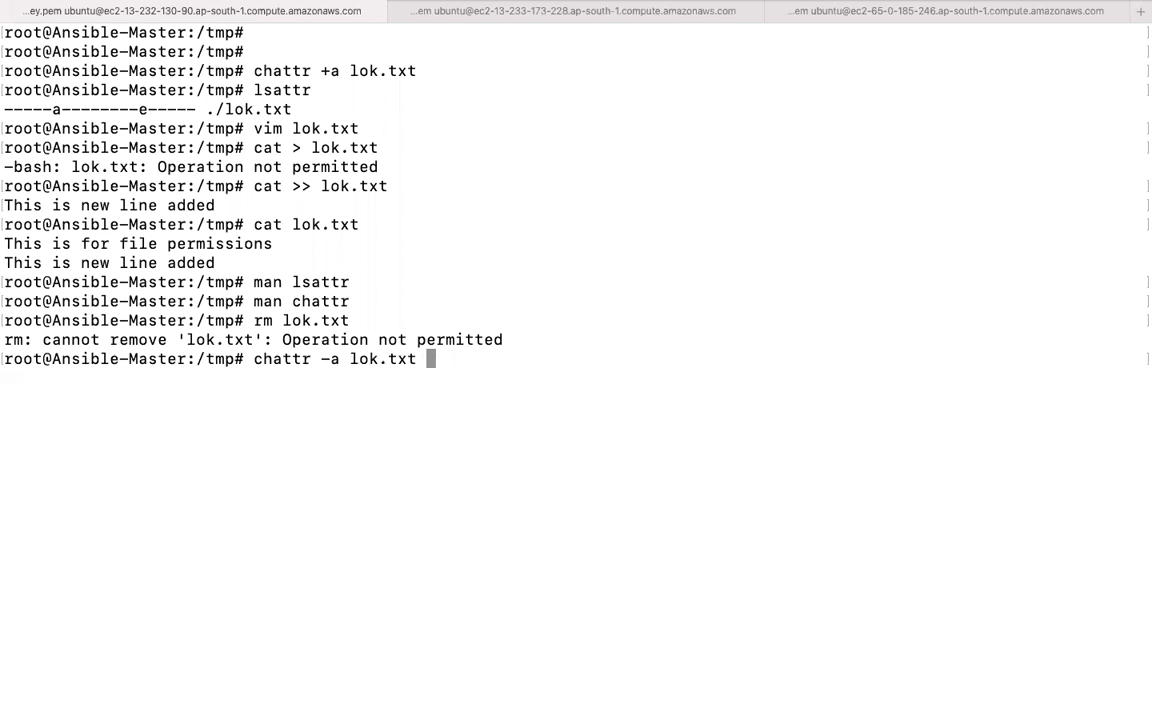 ...ey.pem ubuntu@ec2-13-232-130-90.ap-south-1.compute.amazonaws.com ...em ubuntu@ec2-13-233-173-228.ap-south-1.compute.amazonaws.com ...em ubuntu@ec2-65-0-185-246.ap-south-1.compute.amazonaws.com +
[root@Ansible-Master:/tmp# ]
[root@Ansible-Master:/tmp# ]
[root@Ansible-Master:/tmp# chattr +a lok.txt ]
[root@Ansible-Master:/tmp# lsattr ]
-----a--------e----- ./lok.txt
[root@Ansible-Master:/tmp# vim lok.txt
[root@Ansible-Master:/tmp# cat > lok.txt ]
-bash: lok.txt: Operation not permitted
[root@Ansible-Master:/tmp# cat >> lok.txt ]
This is new line added ]
[root@Ansible-Master:/tmp# cat lok.txt ]
This is for file permissions
This is new line added
[root@Ansible-Master:/tmp# man lsattr ]
[root@Ansible-Master:/tmp# man chattr ]
[root@Ansible-Master:/tmp# rm lok.txt ]
rm: cannot remove 'lok.txt': Operation not permitted
[root@Ansible-Master:/tmp# chattr -a lok.txt ]